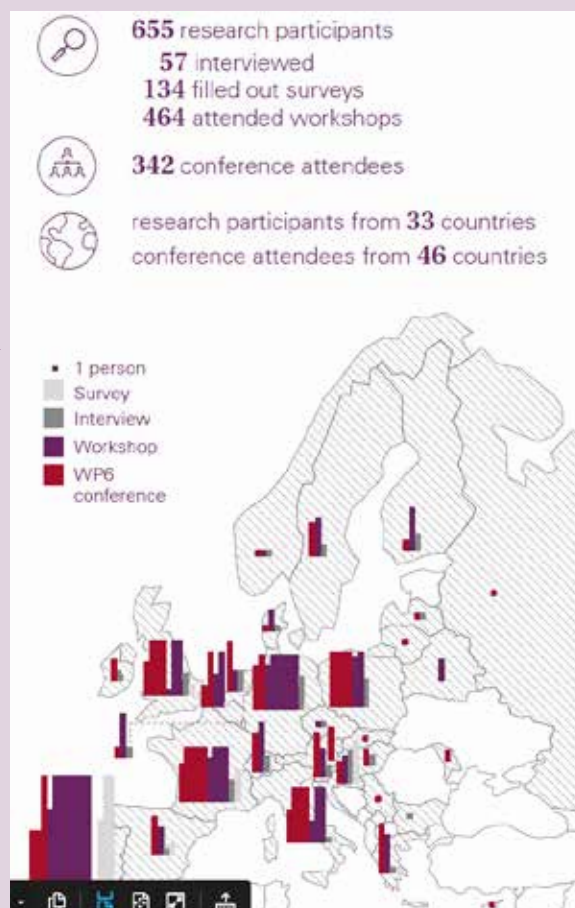 655 research participants
57 interviewed
134 filled out surveys
464 attended workshops
342 conference attendees
research participants from 33 countries
conference attendees from 46 countries
1 person
Survey
Interview
Workshop
WP6
conference